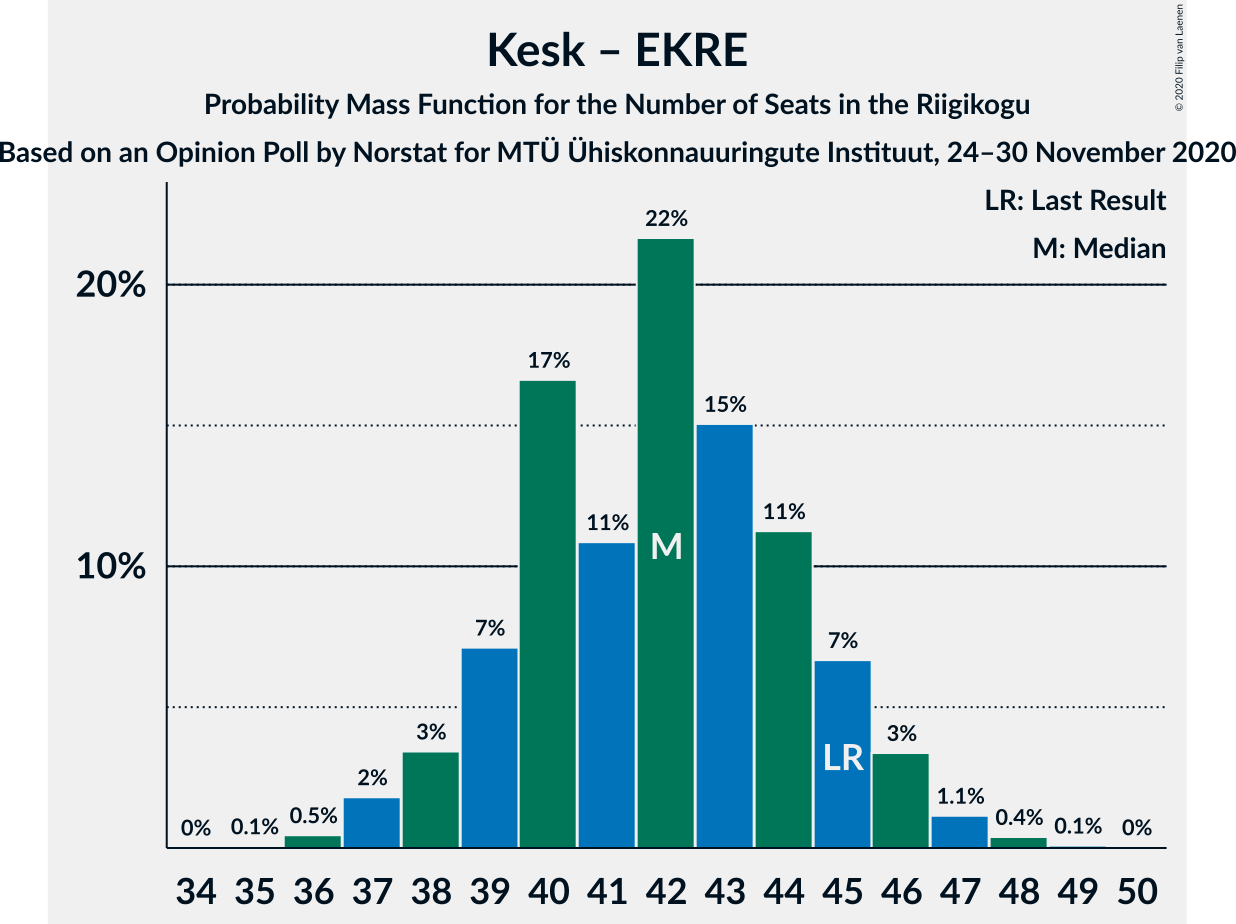 Kesk – EKRE
Probability Mass Function for the Number of Seats in the Riigikogu
Based on an Opinion Poll by Norstat for MTÜ Ühiskonnauuringute Instituut, 24–30 November 2020
© 2020 Filip van Laenen
LR: Last Result
M: Median
22%
20%
17%
15%
11%
11%
M
10%
7%
7%
3%
3%
LR
2%
1.1%
0.5%
0.4%
0% 0.1% 0.1% 0%
34 35 36 37 38 39 40 41 42 43 44 45 46 47 48 49 50